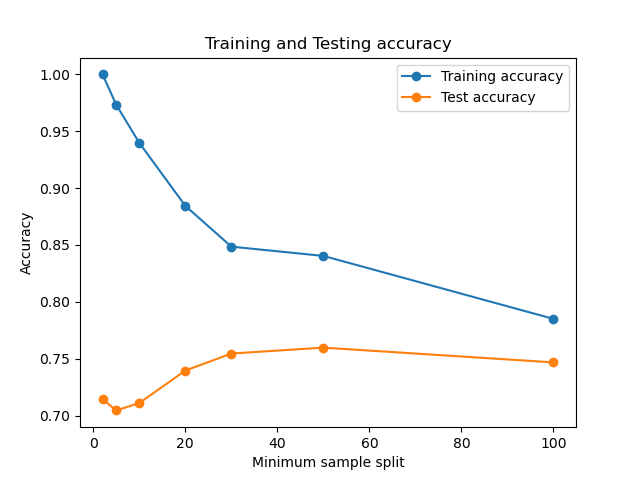 Training and Testing accuracy
Training accuracy
Test accuracy
1.00
0.95
0.90
0.85
0.80
0.75
0.70
Accuracy
0
20
40
60
80
100
Minimum sample split